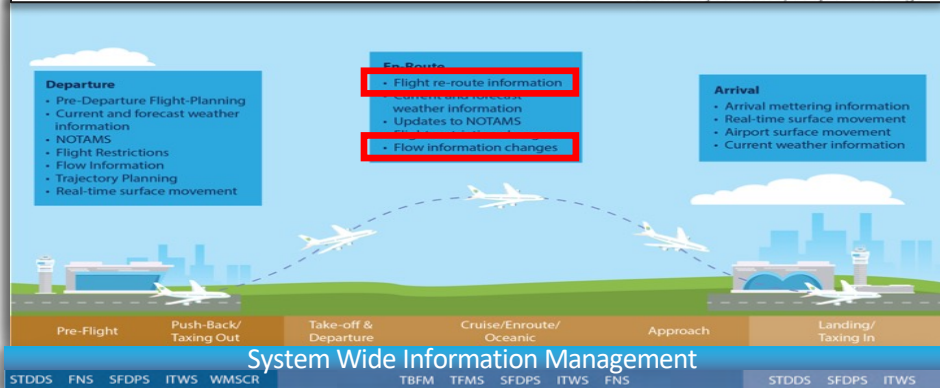 Departure
• Pre-Departure Flight-Planning
• Current and forecast weather
information
• NOTAMS
• Flight Restrictions
• Flow Information
• Trajectory Planning
• Real-time surface movement
En-Route
• Flight re-route information
• Current and forecast
weather information
• Updates to NOTAMS
• Flow information changes
Arrival
• Arrival mettering information
• Real-time surface movement
• Airport surface movement
• Current weather information
Pre-Flight
Push-Back/
Taxing Out
Take-off &
Departure
Cruise/Enroute/
Oceanic
Approach
Landing/
Taxing In
System Wide Information Management
STDDS FNS SFDPS ITWS WMSCR
TBFM TFMS SFDPS ITWS FNS
STDDS SFDPS ITWS